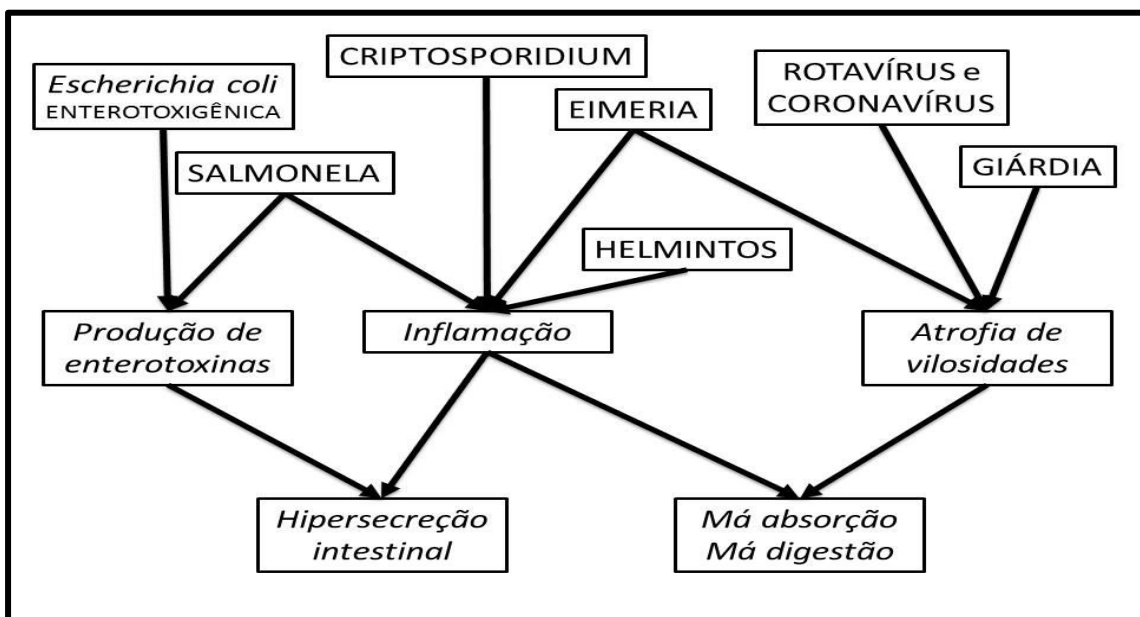 CRIPTOSPORIDIUM
Escherichia coli
ENTEROTOXIGÊNICA
ROTAVÍRUS e
CORONAVÍRUS
EIMERIA
SALMONELA
GIÁRDIA
HELMINTOS
Produção de
enterotoxinas
Inflamação
Atrofia de
vilosidades
Hipersecreção
intestinal
Má absorção
Má digestão